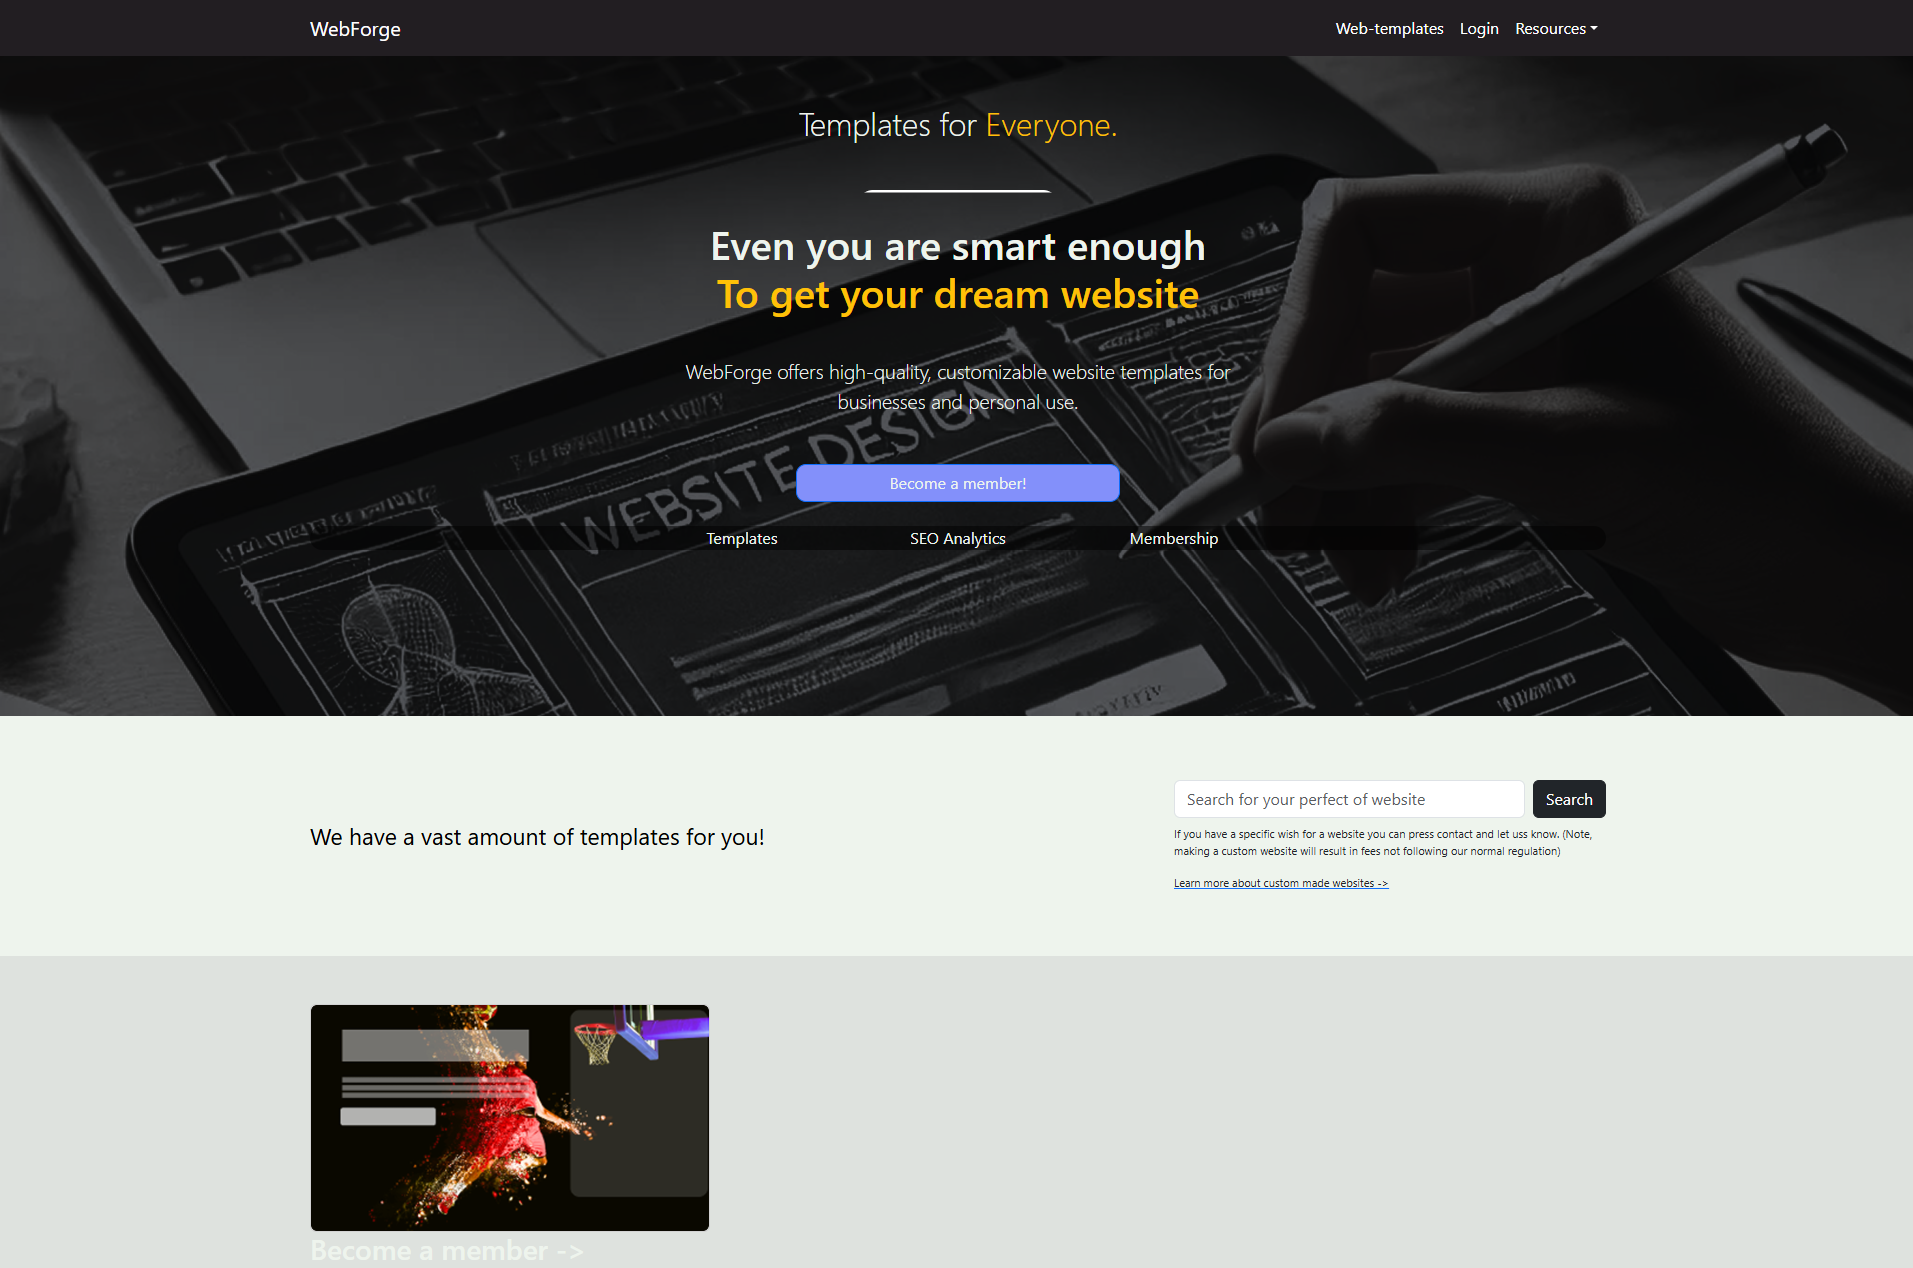 WebForge
Web-templates Login Resources
Templates for Everyone.
Even you are smart enough
To get your dream website
WebForge offers high-quality, customizable website templates for
businesses and personal use.
WEBSITE DESIGN
Become a member!
Templates SEO Analytics Membership
We have a vast amount of templates for you!
Search for your perfect of website Search
If you have a specific wish for a website you can press contact and let uss know. (Note,
making a custom website will result in fees not following our normal regulation)
Learn more about custom made websites ->
Become a member ->